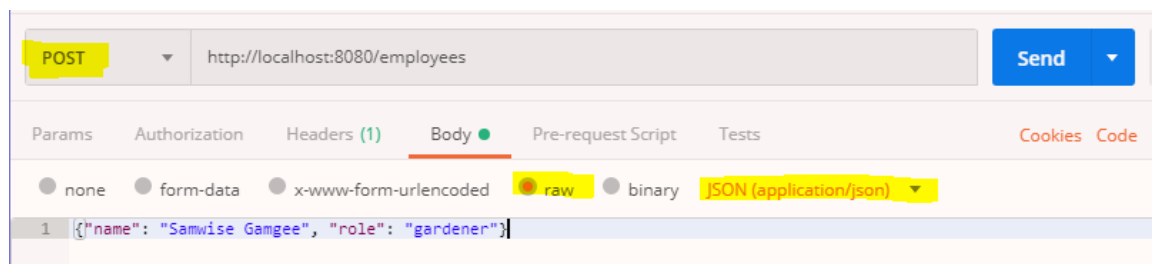 POST http://localhost:8080/employees Send
Params Authorization Headers (1) Body Pre-request Script Tests Cookies Code
none form-data x-www-form-urlencoded raw binary JSON (application/json)
1 {"name": "Samwise Gamgee", "role": "gardener"}